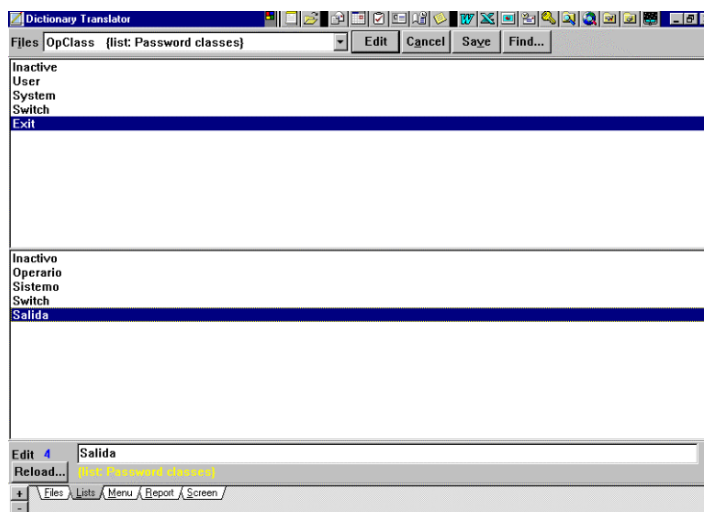 Dictionary Translator
Files OpClass {list: Password classes} Edit Cancel Save Find...
Inactive
User
System
Switch
Exit
Inactivo
Operario
Sistemo
Switch
Salida
Edit 4 Salida
Reload... {list: Password classes}
+ Files Lists Menu Report Screen
-